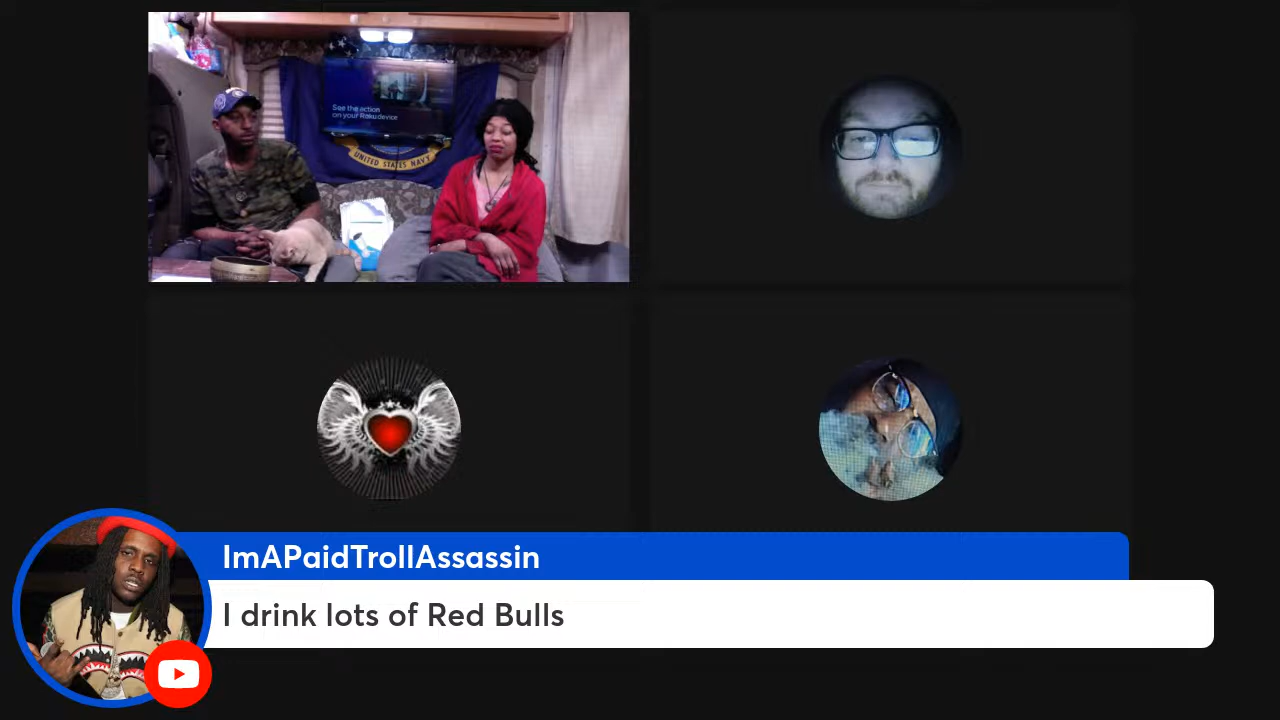 See the action
on your Roku device
UNITED STATES NAVY
ImAPaidTrollAssassin
I drink lots of Red Bulls